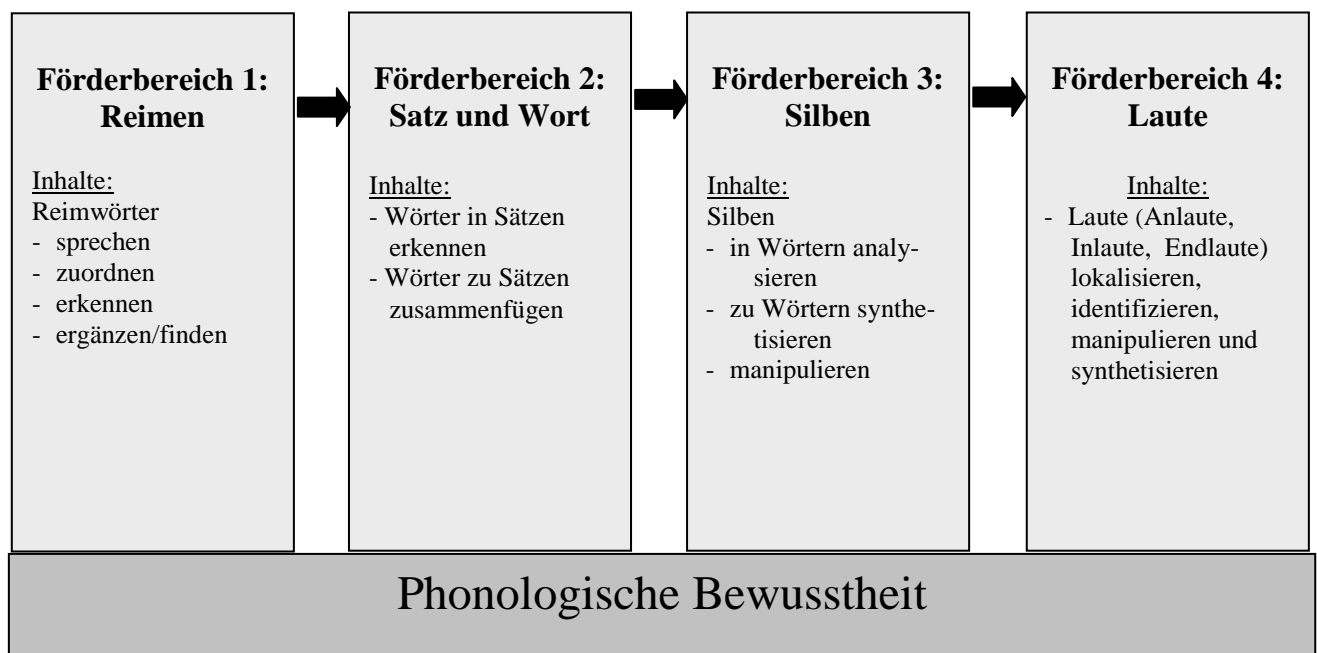 Förderbereich 1:
Reimen
Inhalte:
Reimwörter
- sprechen
- zuordnen
- erkennen
- ergänzen/finden
Förderbereich 2:
Satz und Wort
Inhalte:
- Wörter in Sätzen
erkennen
- Wörter zu Sätzen
zusammenfügen
Förderbereich 3:
Silben
Inhalte:
Silben
- in Wörtern analy-
sieren
- zu Wörtern synthe-
tisieren
- manipulieren
Förderbereich 4:
Laute
Inhalte:
- Laute (Anlaute,
Inlaute, Endlaute)
lokalisieren,
identifizieren,
manipulieren und
synthetisieren
Phonologische Bewusstheit